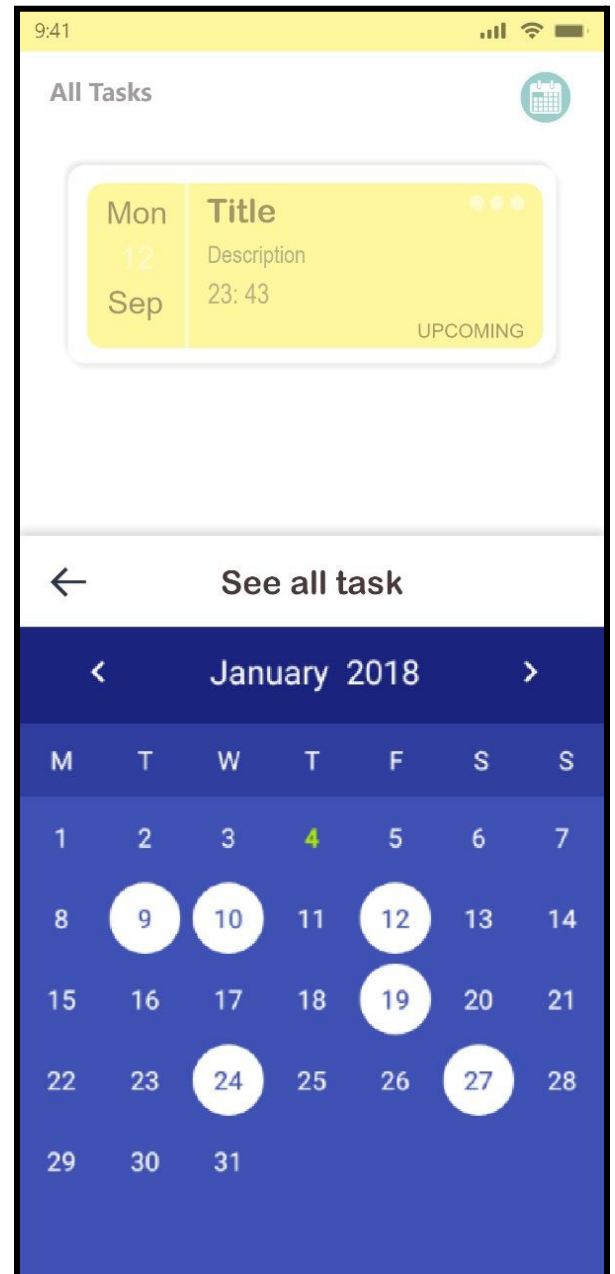 9:41
All Tasks
Mon
12
Sep
Title
Description
23: 43
UPCOMING
See all task
January 2018
M T W T F S S
1 2 3 4 5 6 7
8 9 10 11 12 13 14
15 16 17 18 19 20 21
22 23 24 25 26 27 28
29 30 31